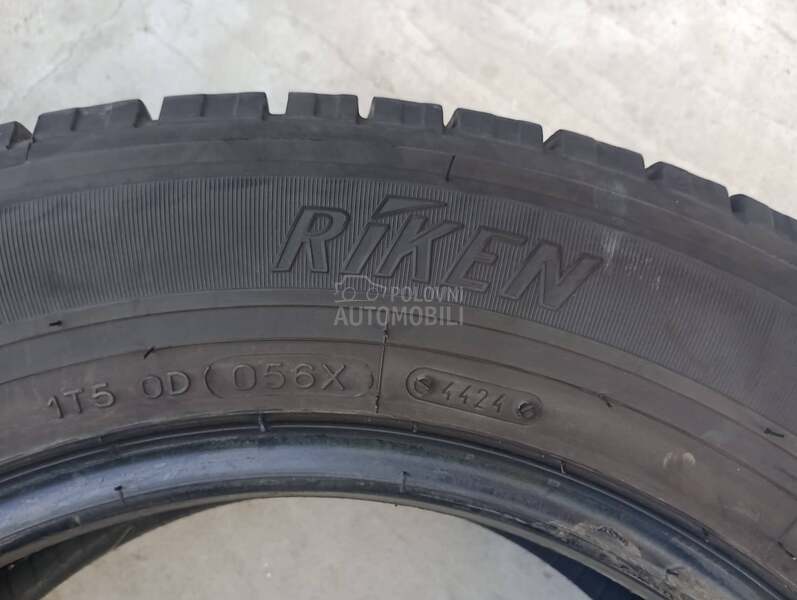 RIKEN
POLOVNI
AUTOMOBILI
1T5 0D (056X) 4424